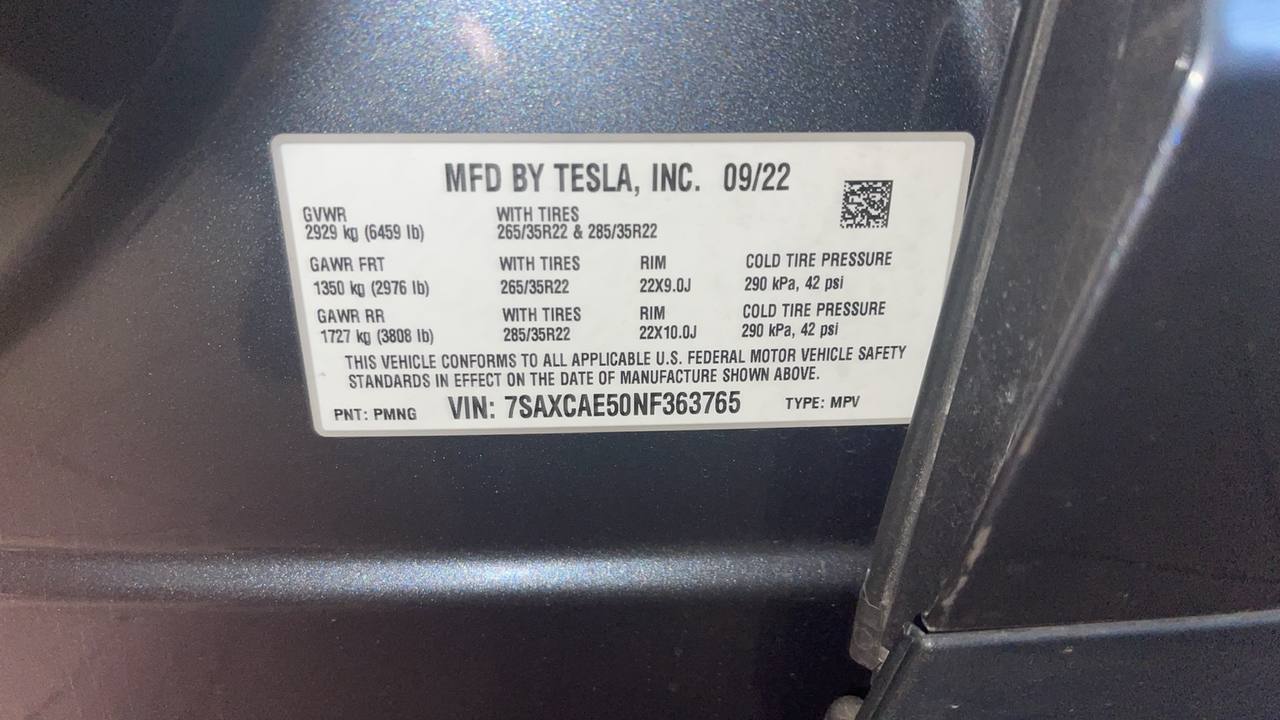 MFD BY TESLA, INC. 09/22
GVWR WITH TIRES
2929 kg (6459 lb) 265/35R22 & 285/35R22
GAWR FRT WITH TIRES RIM COLD TIRE PRESSURE
1350 kg (2976 lb) 265/35R22 22X9.0J 290 kPa, 42 psi
GAWR RR WITH TIRES RIM COLD TIRE PRESSURE
1727 kg (3808 lb) 285/35R22 22X10.0J 290 kPa, 42 psi
THIS VEHICLE CONFORMS TO ALL APPLICABLE U.S. FEDERAL MOTOR VEHICLE SAFETY
STANDARDS IN EFFECT ON THE DATE OF MANUFACTURE SHOWN ABOVE.
PNT: PMNG VIN: 7SAXCAE50NF363765 TYPE: MPV